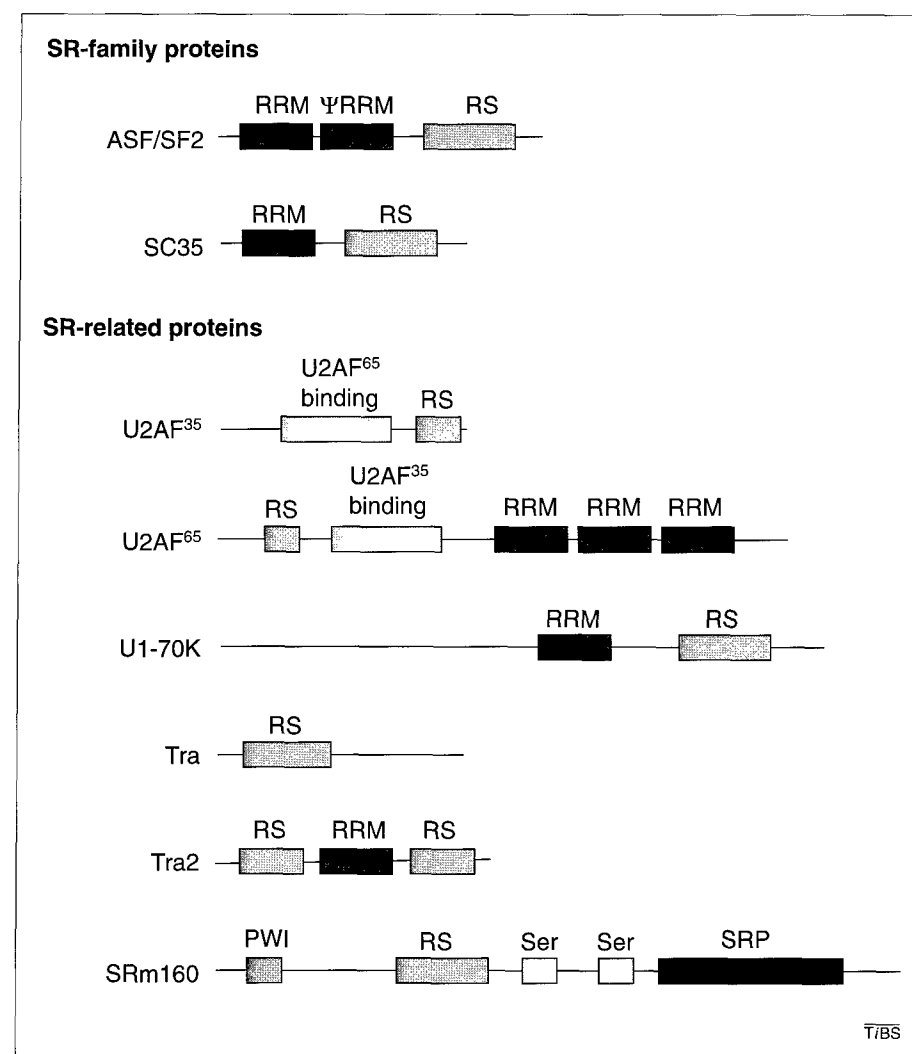 SR-family proteins
RRM ΨRRM RS
ASF/SF2
RRM RS
SC35
SR-related proteins
U2AF65
binding RS
U2AF35
U2AF35
binding
RS RRM RRM RRM
U2AF65
RRM RS
U1-70K
RS
Tra
RS RRM RS
Tra2
PWI RS Ser Ser SRP
SRm160
TiBS